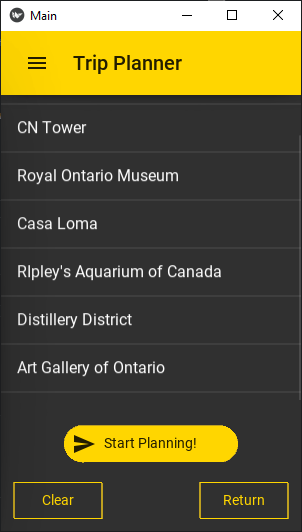 Main
Trip Planner
CN Tower
Royal Ontario Museum
Casa Loma
RIpley's Aquarium of Canada
Distillery District
Art Gallery of Ontario
Start Planning!
Clear
Return